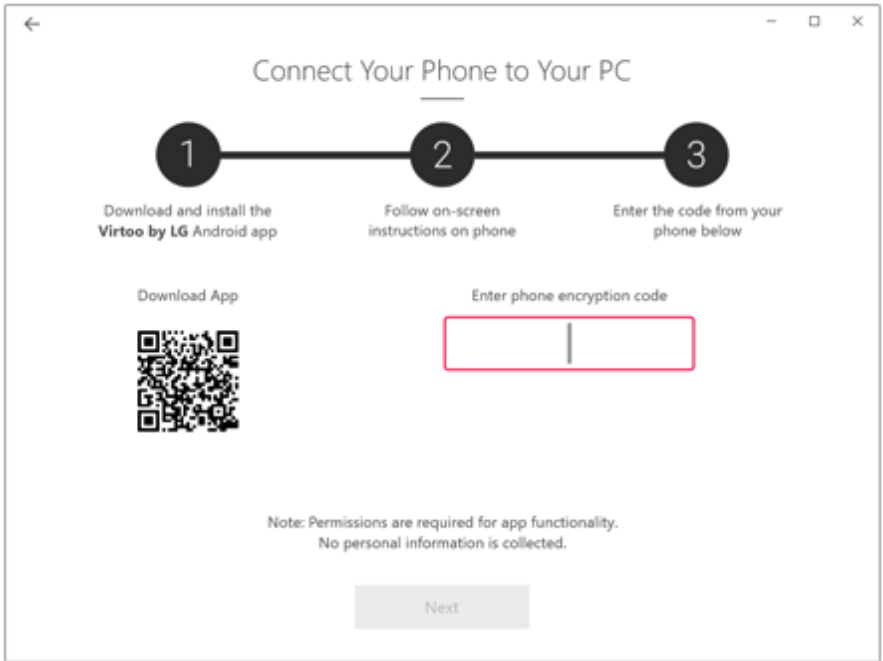 Connect Your Phone to Your PC
1
2
3
Download and install the
Virtoo by LG Android app
Follow on-screen
instructions on phone
Enter the code from your
phone below
Download App
Enter phone encryption code
Note: Permissions are required for app functionality.
No personal information is collected.
Next